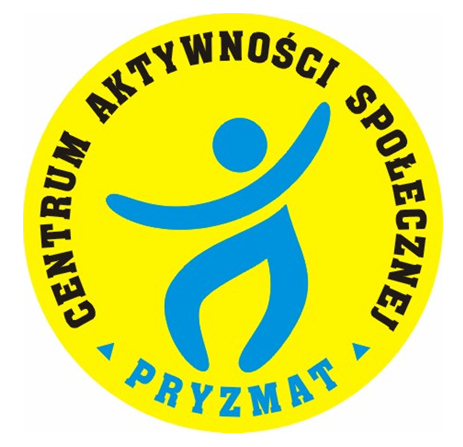 CENTRUM AKTYWNOŚCI SPOŁECZNEJ
PRYZMAT